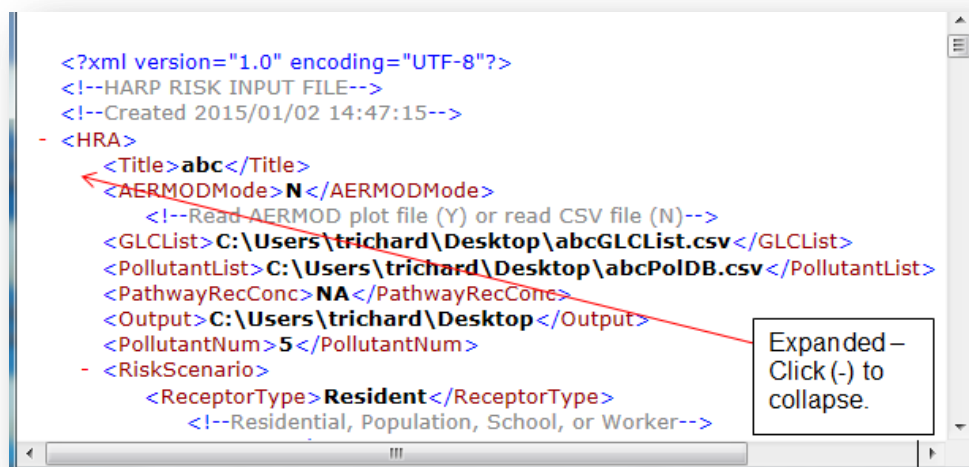 <?xml version="1.0" encoding="UTF-8"?>
<!--HARP RISK INPUT FILE-->
<!--Created 2015/01/02 14:47:15-->
- <HRA>
<Title>abc</Title>
<AERMODMode>N</AERMODMode>
<!--Read AERMOD plot file (Y) or read CSV file (N)-->
<GLCList>C:\Users\trichard\Desktop\abcGLCList.csv</GLCList>
<PollutantList>C:\Users\trichard\Desktop\abcPolDB.csv</PollutantList>
<PathwayRecConc>NA</PathwayRecConc>
<Output>C:\Users\trichard\Desktop</Output>
<PollutantNum>5</PollutantNum>
- <RiskScenario>
<ReceptorType>Resident</ReceptorType>
<!--Residential, Population, School, or Worker-->
Expanded –
Click (-) to
collapse.